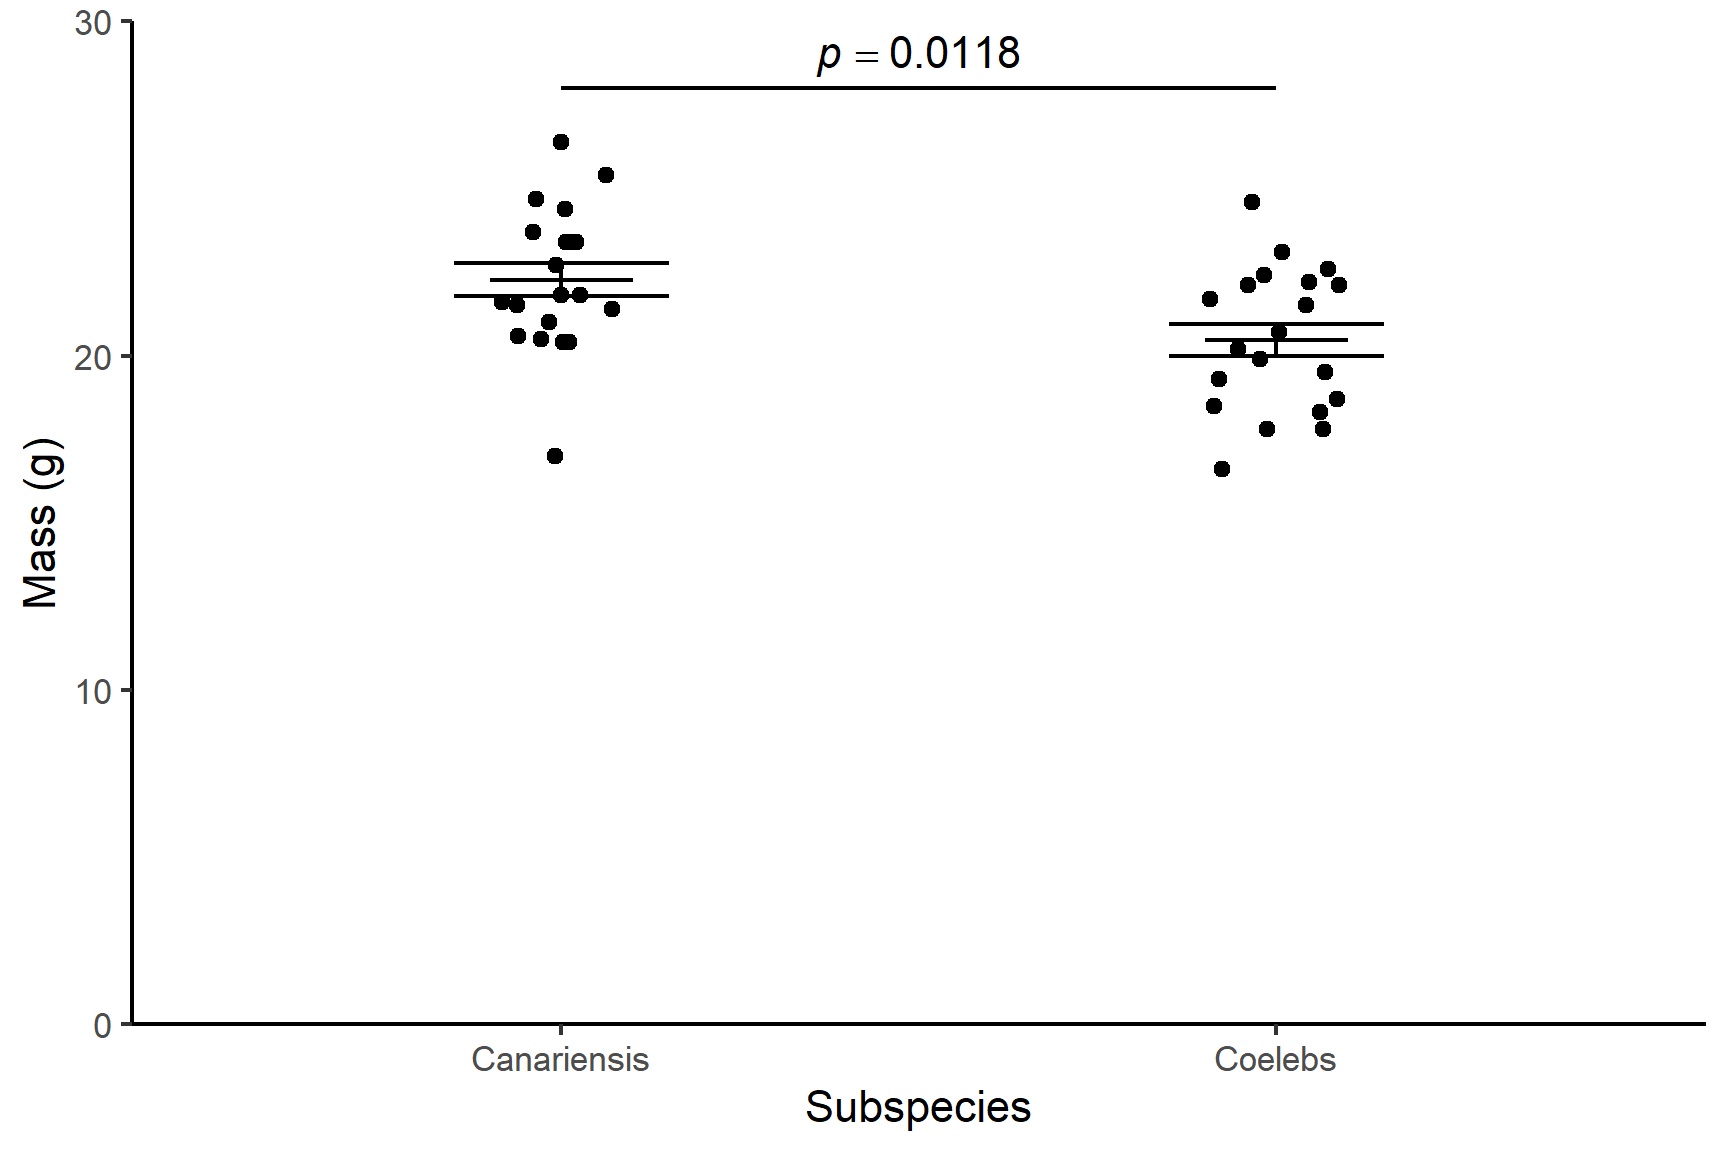 30
p = 0.0118
20
Mass (g)
10
0
Canariensis
Coelebs
Subspecies